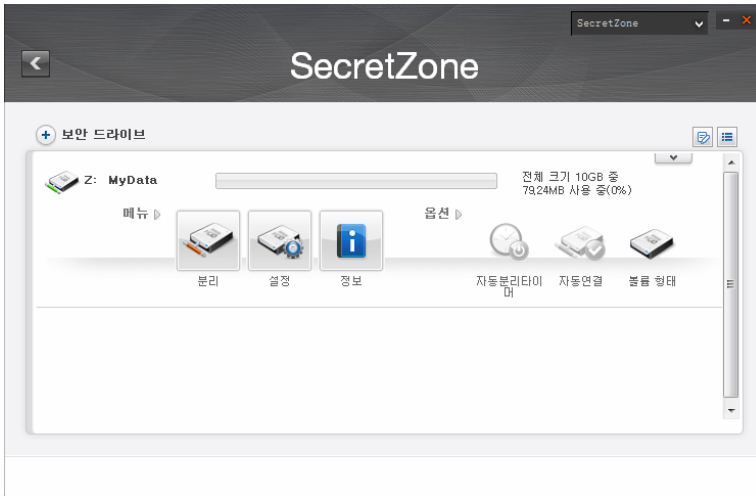 SecretZone
SecretZone
보안 드라이브
Z: MyData
전체 크기 10GB 중
79,24MB 사용 중(0%)
메뉴
옵션
분리
설정
정보
자동분리타이
머
자동연결
볼륨 형태